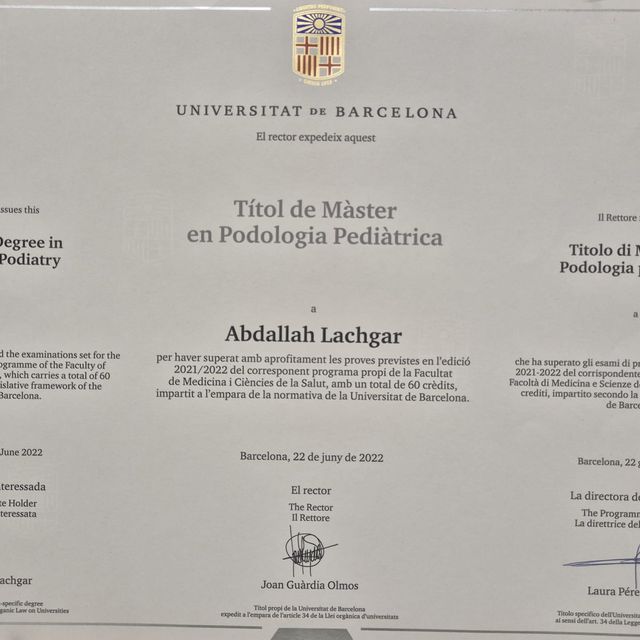 UNIVERSITAT DE BARCELONA
El rector expedeix aquest
Títol de Màster
en Podologia Pediàtrica
a
Abdallah Lachgar
per haver superat amb aprofitament les proves previstes en l'edició
2021/2022 del corresponent programa propi de la Facultat
de Medicina i Ciències de la Salut, amb un total de 60 crèdits,
impartit a l'empara de la normativa de la Universitat de Barcelona.
Barcelona, 22 de juny de 2022
El rector
The Rector
Il Rettore
Joan Guàrdia Olmos
Títol propi de la Universitat de Barcelona
expedit a l'empara de l'article 34 de la Llei orgànica d'universitats
ssues this
Degree in
Podiatry
d the examinations set for the
ogramme of the Faculty of
, which carries a total of 60
islative framework of the
Barcelona.
June 2022
nteressada
te Holder
nteressata
achgar
-specific degree
ganic Law on Universities
Il Rettore
Titolo di M
Podologia p
a
che ha superato gli esami di pr
2021-2022 del corrispondente
Facoltà di Medicina e Scienze de
crediti, impartito secondo la
de Barce
Barcelona, 22 g
La directora de
The Programm
La direttrice del
Laura Pére
Titolo specifico dell'Universit
ai sensi dell'art. 34 della Legge